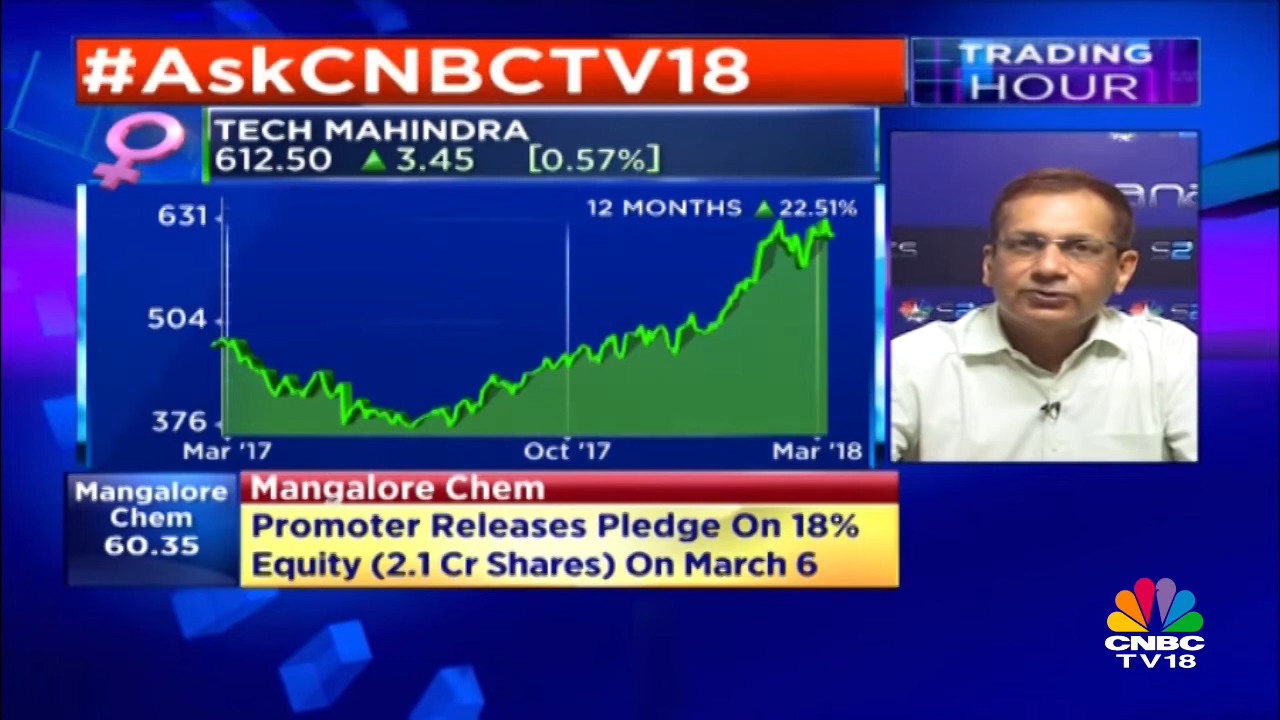 #AskCNBCTV18
TRADING
HOUR
TECH MAHINDRA
612.50 ▲ 3.45 [0.57%]
12 MONTHS ▲ 22.51%
631
504
376
Mar '17 Oct '17 Mar '18
Mangalore
Chem
60.35
Mangalore Chem
Promoter Releases Pledge On 18%
Equity (2.1 Cr Shares) On March 6
CNBC
TV18